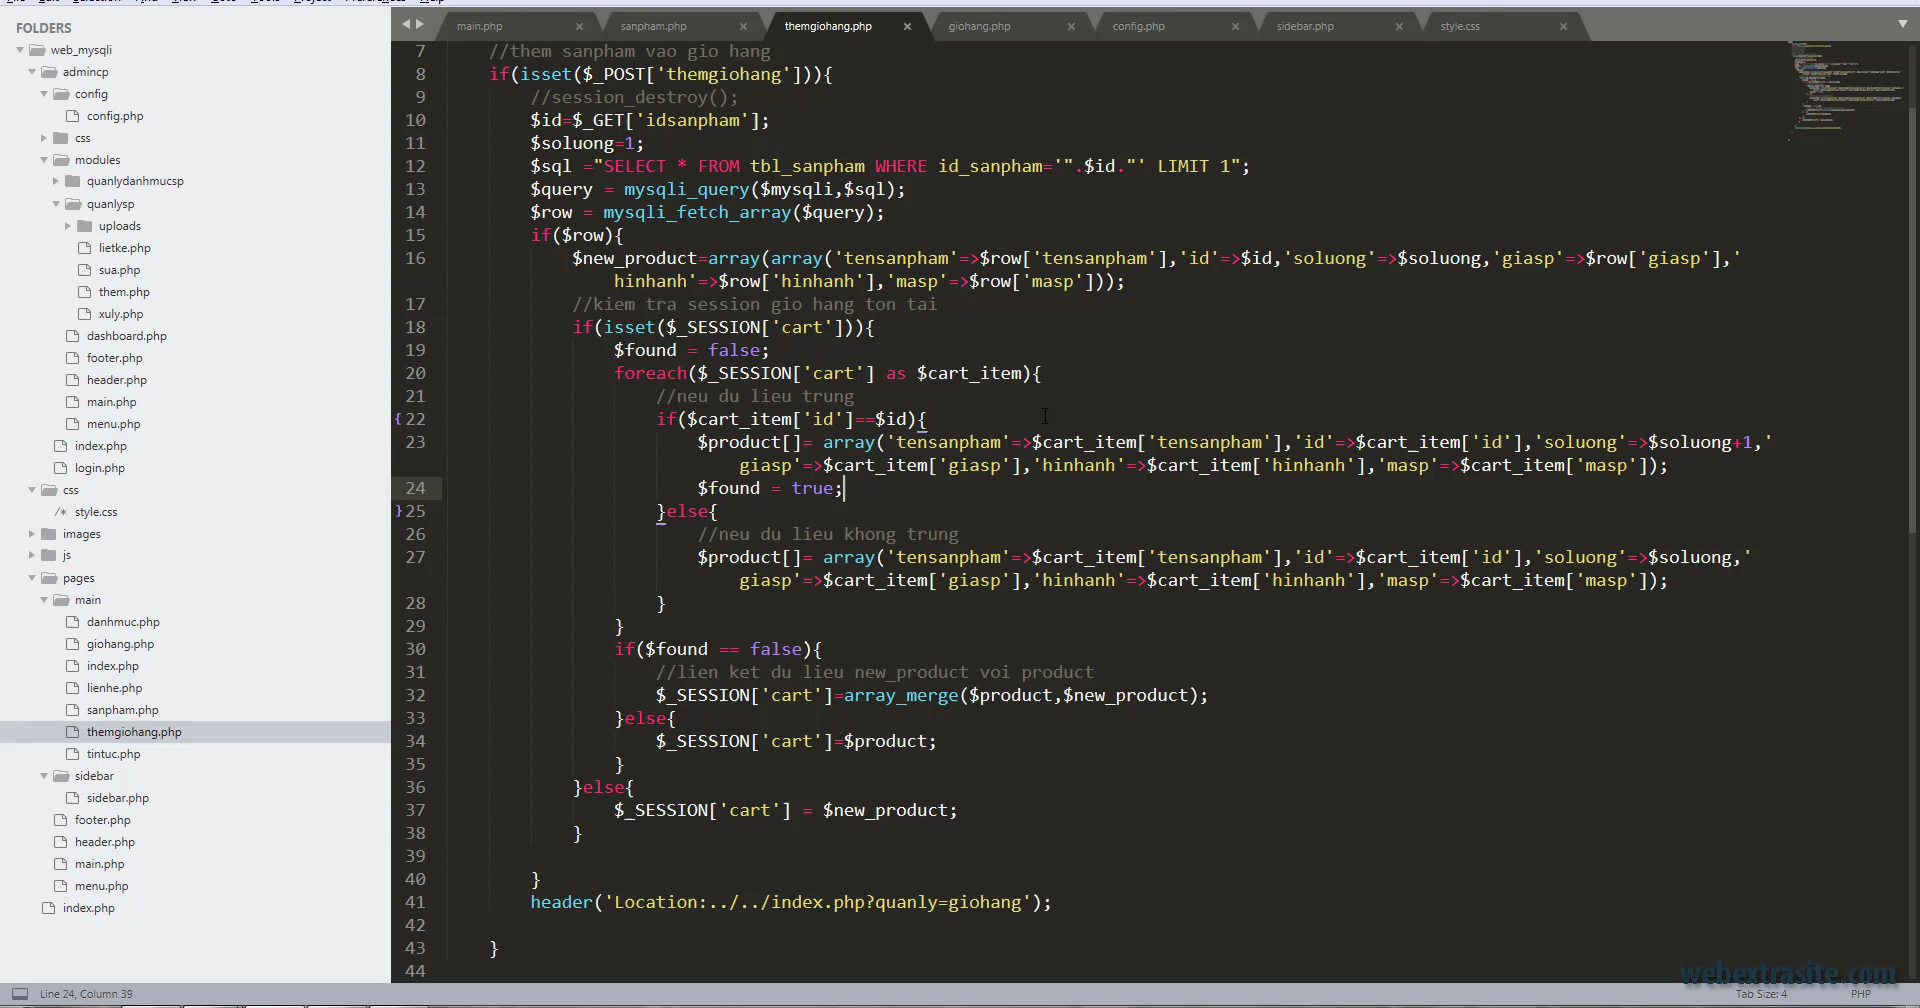 FOLDERS
web_mysqli
admincp
config
config.php
css
modules
quanlydanhmucsp
quanlysp
uploads
lietke.php
sua.php
them.php
xuly.php
dashboard.php
footer.php
header.php
main.php
menu.php
index.php
login.php
css
/* style.css
images
js
pages
main
danhmuc.php
giohang.php
index.php
lienhe.php
sanpham.php
themgiohang.php
tintuc.php
sidebar
sidebar.php
footer.php
header.php
main.php
menu.php
index.php
main.php × sanpham.php × themgiohang.php × giohang.php × config.php × sidebar.php × style.css ×
7 //them sanpham vao gio hang
8 if(isset($_POST['themgiohang'])){
9 //session_destroy();
10 $id=$_GET['idsanpham'];
11 $soluong=1;
12 $sql ="SELECT * FROM tbl_sanpham WHERE id_sanpham='".$id."' LIMIT 1";
13 $query = mysqli_query($mysqli,$sql);
14 $row = mysqli_fetch_array($query);
15 if($row){
16 $new_product=array(array('tensanpham'=>$row['tensanpham'],'id'=>$id,'soluong'=>$soluong,'giasp'=>$row['giasp'],'
hinhanh'=>$row['hinhanh'],'masp'=>$row['masp']));
17 //kiem tra session gio hang ton tai
18 if(isset($_SESSION['cart'])){
19 $found = false;
20 foreach($_SESSION['cart'] as $cart_item){
21 //neu du lieu trung
{22 if($cart_item['id']==$id){
23 $product[]= array('tensanpham'=>$cart_item['tensanpham'],'id'=>$cart_item['id'],'soluong'=>$soluong+1,'
giasp'=>$cart_item['giasp'],'hinhanh'=>$cart_item['hinhanh'],'masp'=>$cart_item['masp']);
24 $found = true;
}25 }else{
26 //neu du lieu khong trung
27 $product[]= array('tensanpham'=>$cart_item['tensanpham'],'id'=>$cart_item['id'],'soluong'=>$soluong,'
giasp'=>$cart_item['giasp'],'hinhanh'=>$cart_item['hinhanh'],'masp'=>$cart_item['masp']);
28 }
29 }
30 if($found == false){
31 //lien ket du lieu new_product voi product
32 $_SESSION['cart']=array_merge($product,$new_product);
33 }else{
34 $_SESSION['cart']=$product;
35 }
36 }else{
37 $_SESSION['cart'] = $new_product;
38 }
39
40 }
41 header('Location:../../index.php?quanly=giohang');
42
43 }
44
webextrasite.com
Line 24, Column 39
Tab Size: 4
PHP